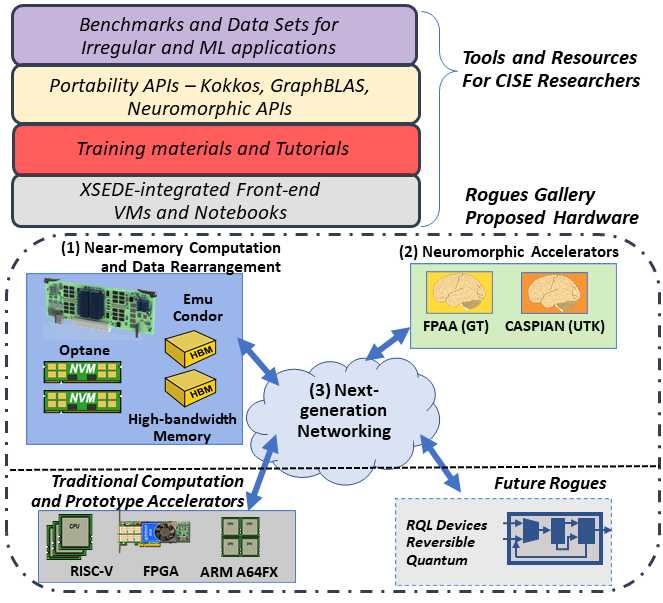 Benchmarks and Data Sets for
Irregular and ML applications
Portability APIs – Kokkos, GraphBLAS,
Neuromorphic APIs
Training materials and Tutorials
XSEDE-integrated Front-end
VMs and Notebooks
Tools and Resources
For CISE Researchers
Rogues Gallery
Proposed Hardware
(1) Near-memory Computation
and Data Rearrangement
Emu
Condor
Optane
NVM
NVM
HBM
HBM
High-bandwidth
Memory
(2) Neuromorphic Accelerators
FPAA (GT)
CASPIAN (UTK)
(3) Next-
generation
Networking
Traditional Computation
and Prototype Accelerators
CPU
RISC-V
FPGA
CPU
CPU
CPU
CPU
ARM A64FX
Future Rogues
RQL Devices
Reversible
Quantum